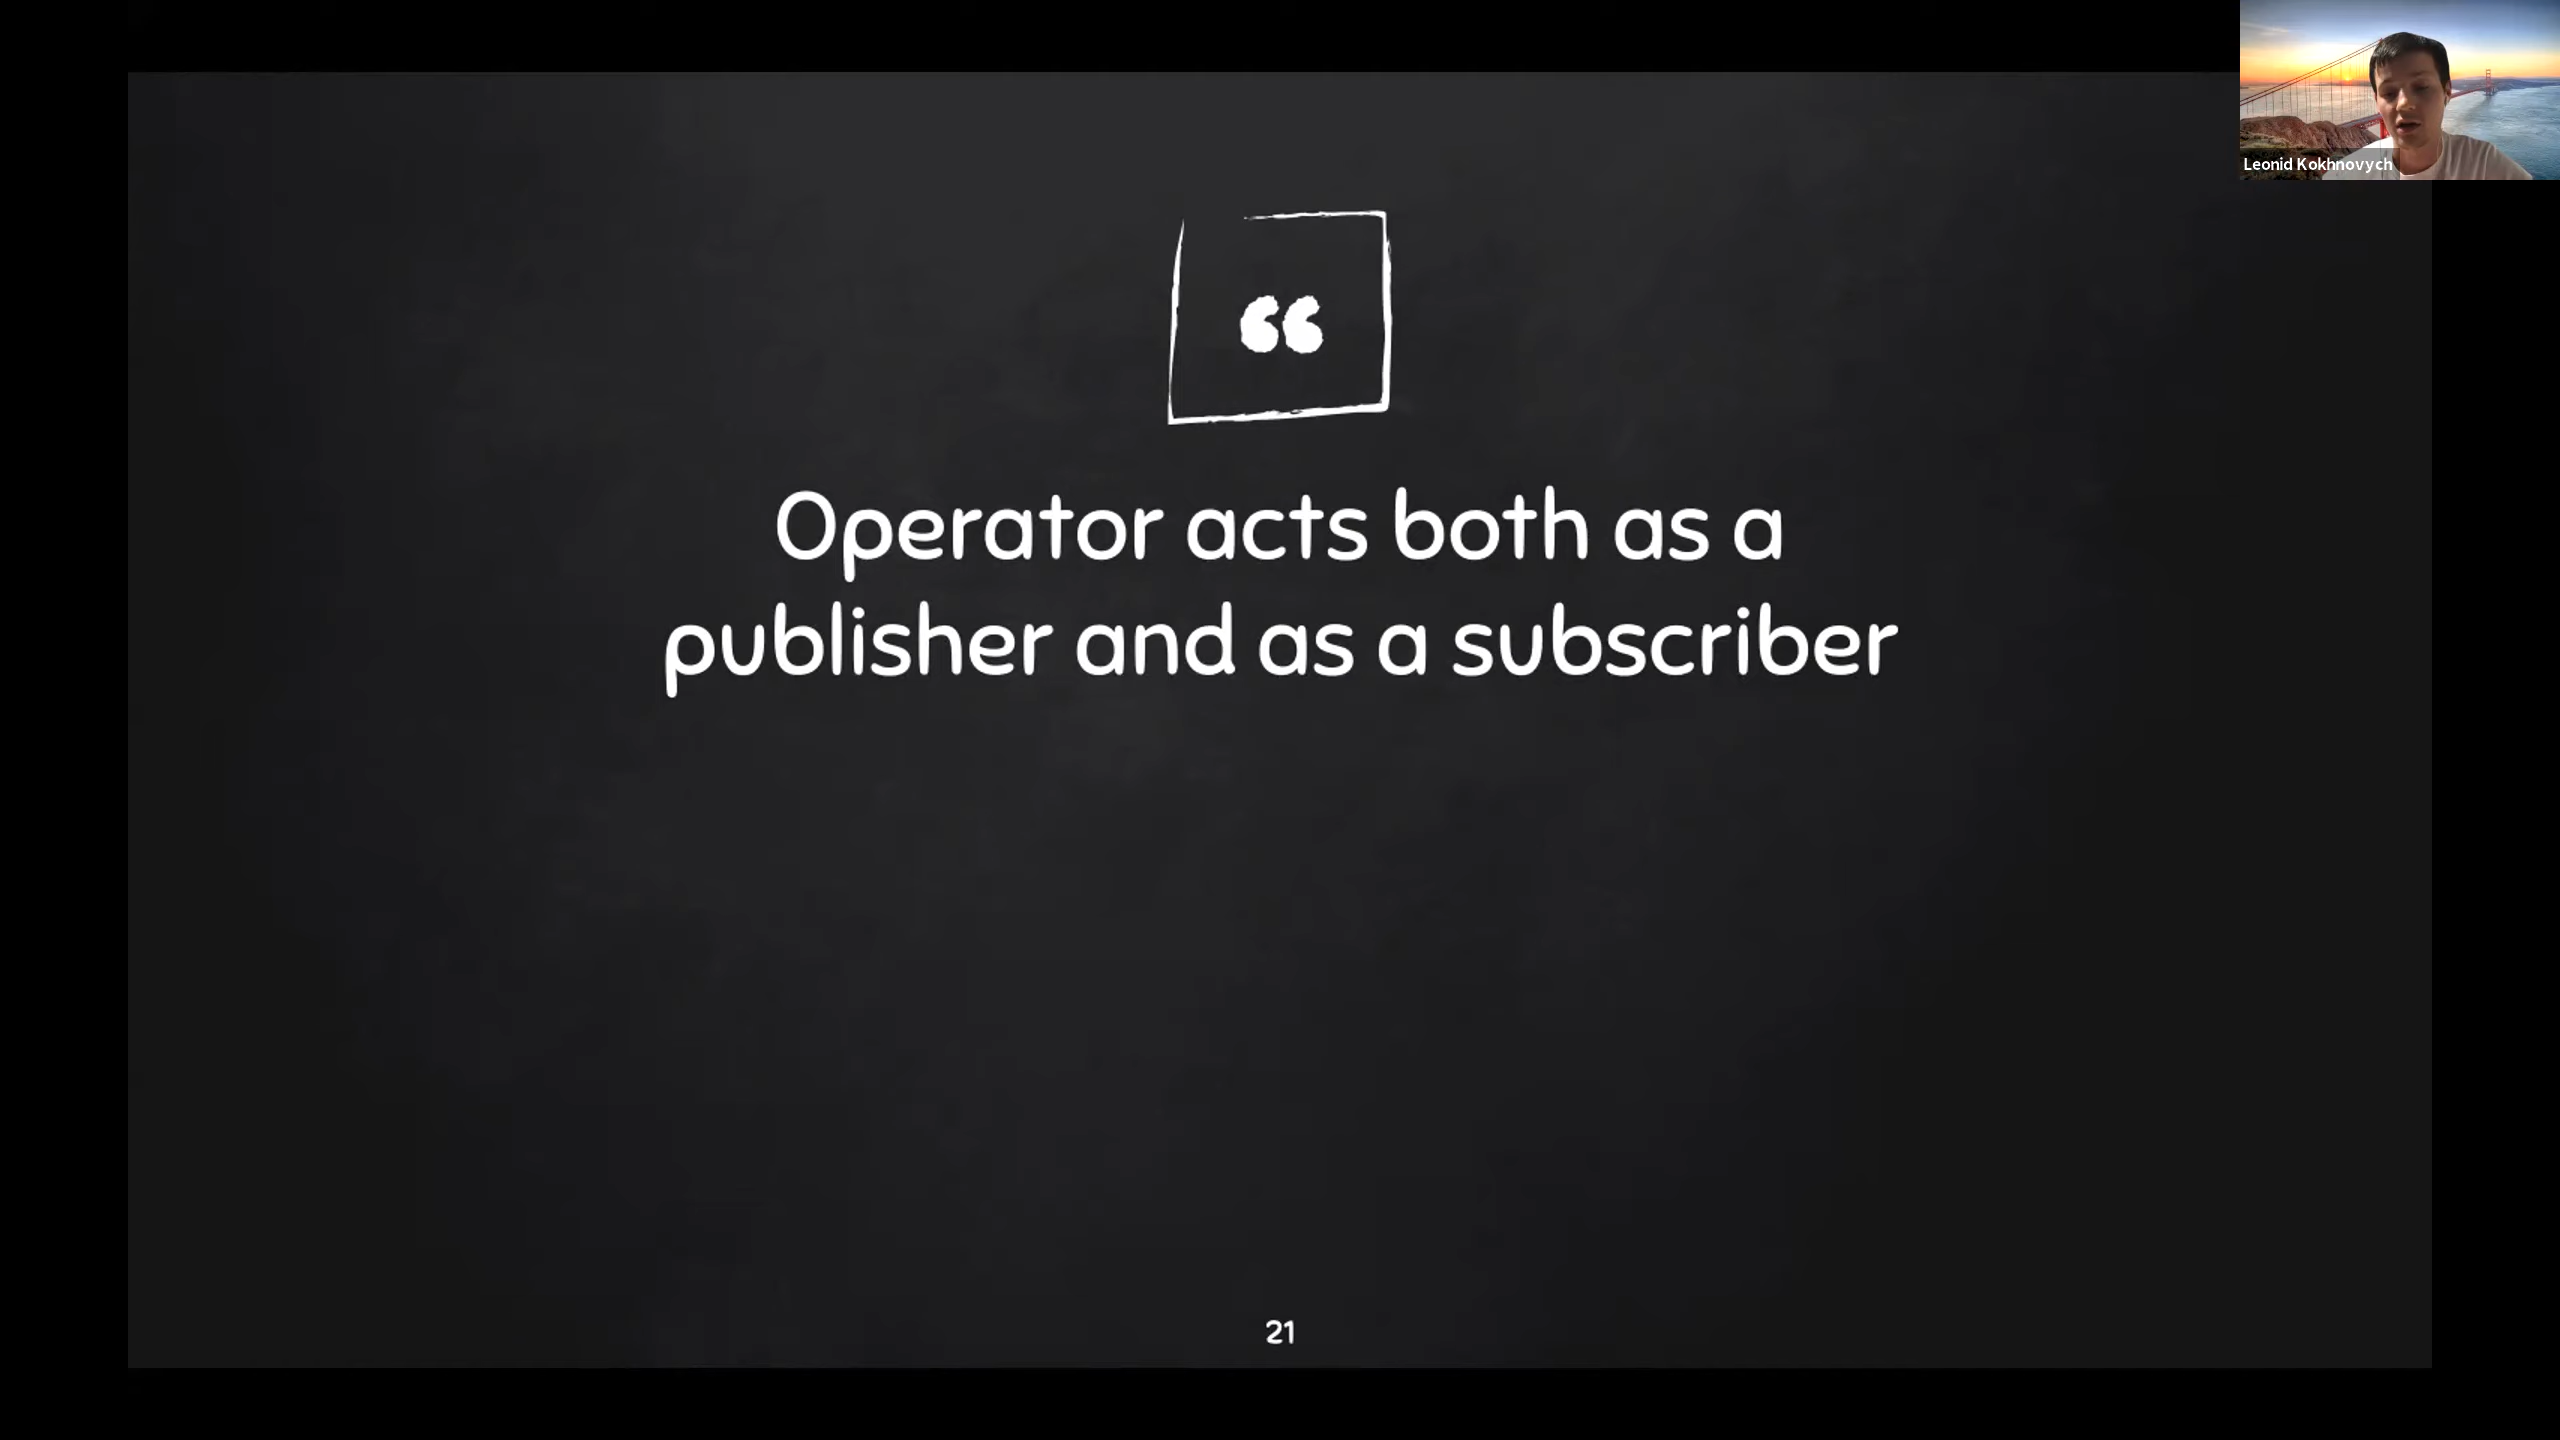 Leonid Kokhnovych
“
Operator acts both as a
publisher and as a subscriber
21